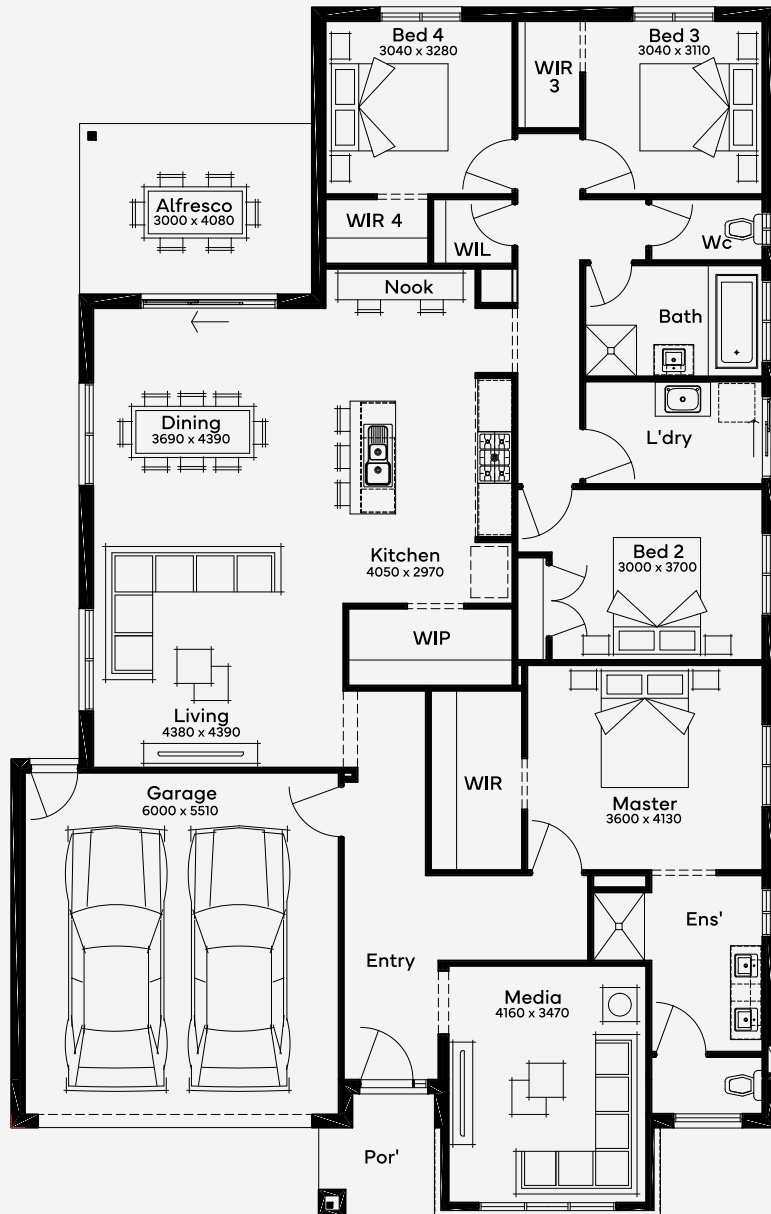 Bed 4
3040 x 3280
Bed 3
3040 x 3110
WIR
3
Alfresco
3000 x 4080
WIR 4
WIL
Wc
Nook
Bath
Dining
3690 x 4390
L'dry
Kitchen
4050 x 2970
Bed 2
3000 x 3700
WIP
Living
4380 x 4390
WIR
Garage
6000 x 5510
Master
3600 x 4130
Ens'
Entry
Media
4160 x 3470
Por'